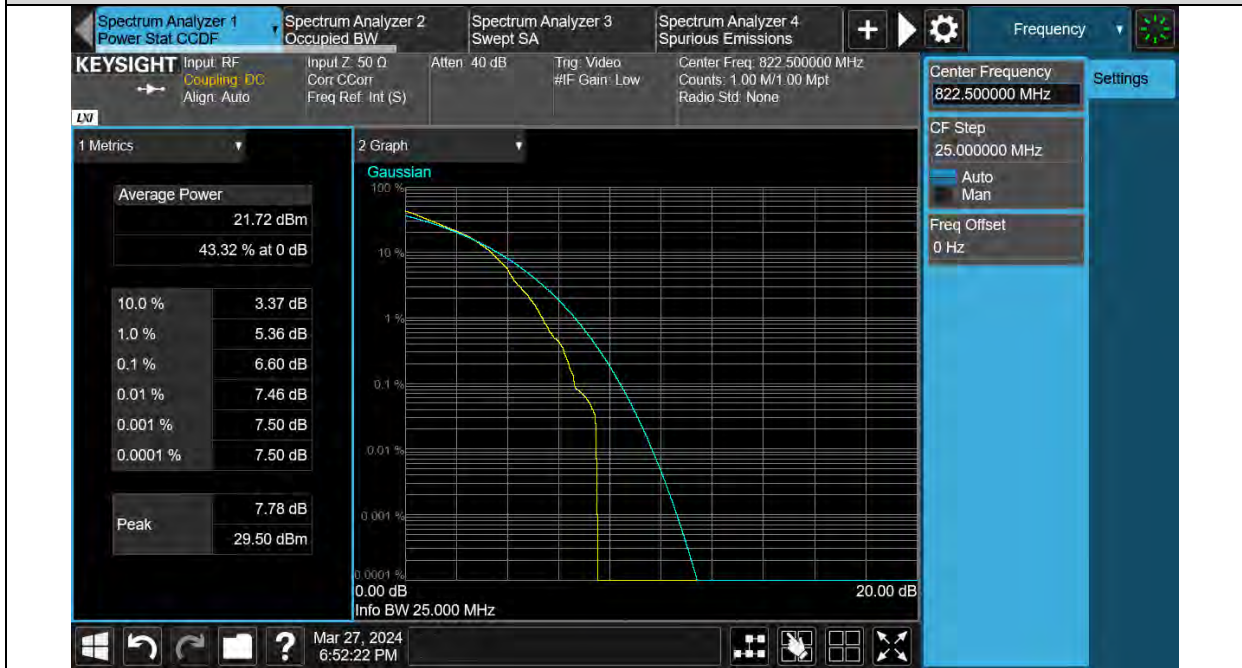 Spectrum Analyzer 1
Power Stat CCDF
Spectrum Analyzer 2
Occupied BW
Spectrum Analyzer 3
Swept SA
Spectrum Analyzer 4
Spurious Emissions
+
Frequency
KEYSIGHT
LXI
Input: RF
Coupling: DC
Align: Auto
Input Z: 50 Ω
Corr CCorr
Freq Ref: Int (S)
Atten: 40 dB
Trig: Video
#IF Gain: Low
Center Freq: 822.500000 MHz
Counts: 1.00 M/1.00 Mpt
Radio Std: None
Center Frequency
822.500000 MHz
Settings
CF Step
25.000000 MHz
Auto
Man
Freq Offset
0 Hz
1 Metrics
Average Power
21.72 dBm
43.32 % at 0 dB
10.0 % 3.37 dB
1.0 % 5.36 dB
0.1 % 6.60 dB
0.01 % 7.46 dB
0.001 % 7.50 dB
0.0001 % 7.50 dB
Peak
7.78 dB
29.50 dBm
2 Graph
Gaussian
100 %
10 %
1 %
0.1 %
0.01 %
0.001 %
0.0001 %
0.00 dB 20.00 dB
Info BW 25.000 MHz
?
Mar 27, 2024
6:52:22 PM